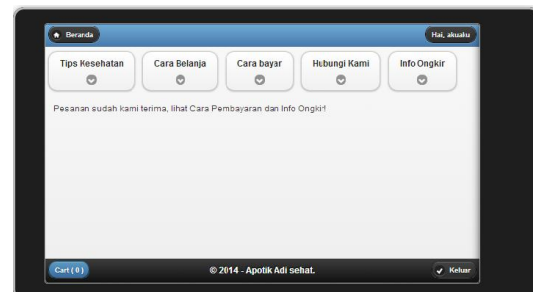 Beranda
Hai, akuaku
Tips Kesehatan
Cara Belanja
Cara bayar
Hubungi Kami
Info Ongkir
Pesanan sudah kami terima, lihat Cara Pembayaran dan Info Ongkir!
Cart ( 0 )
© 2014 - Apotik Adi sehat.
Keluar